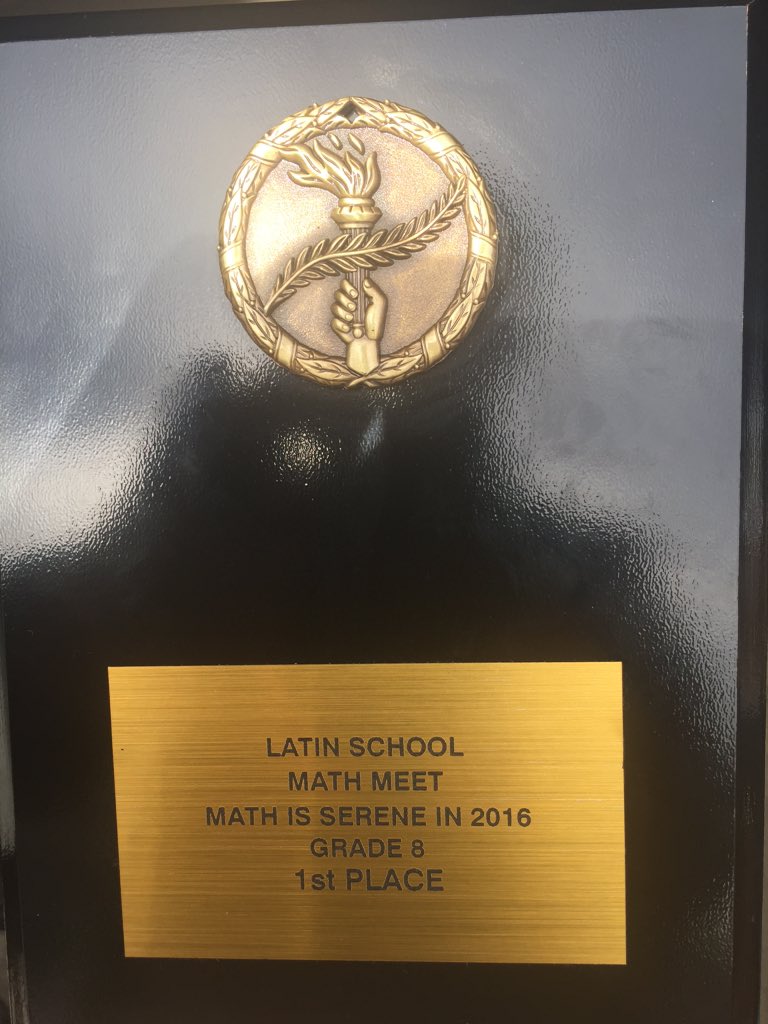 LATIN SCHOOL
MATH MEET
MATH IS SERENE IN 2016
GRADE 8
1st PLACE